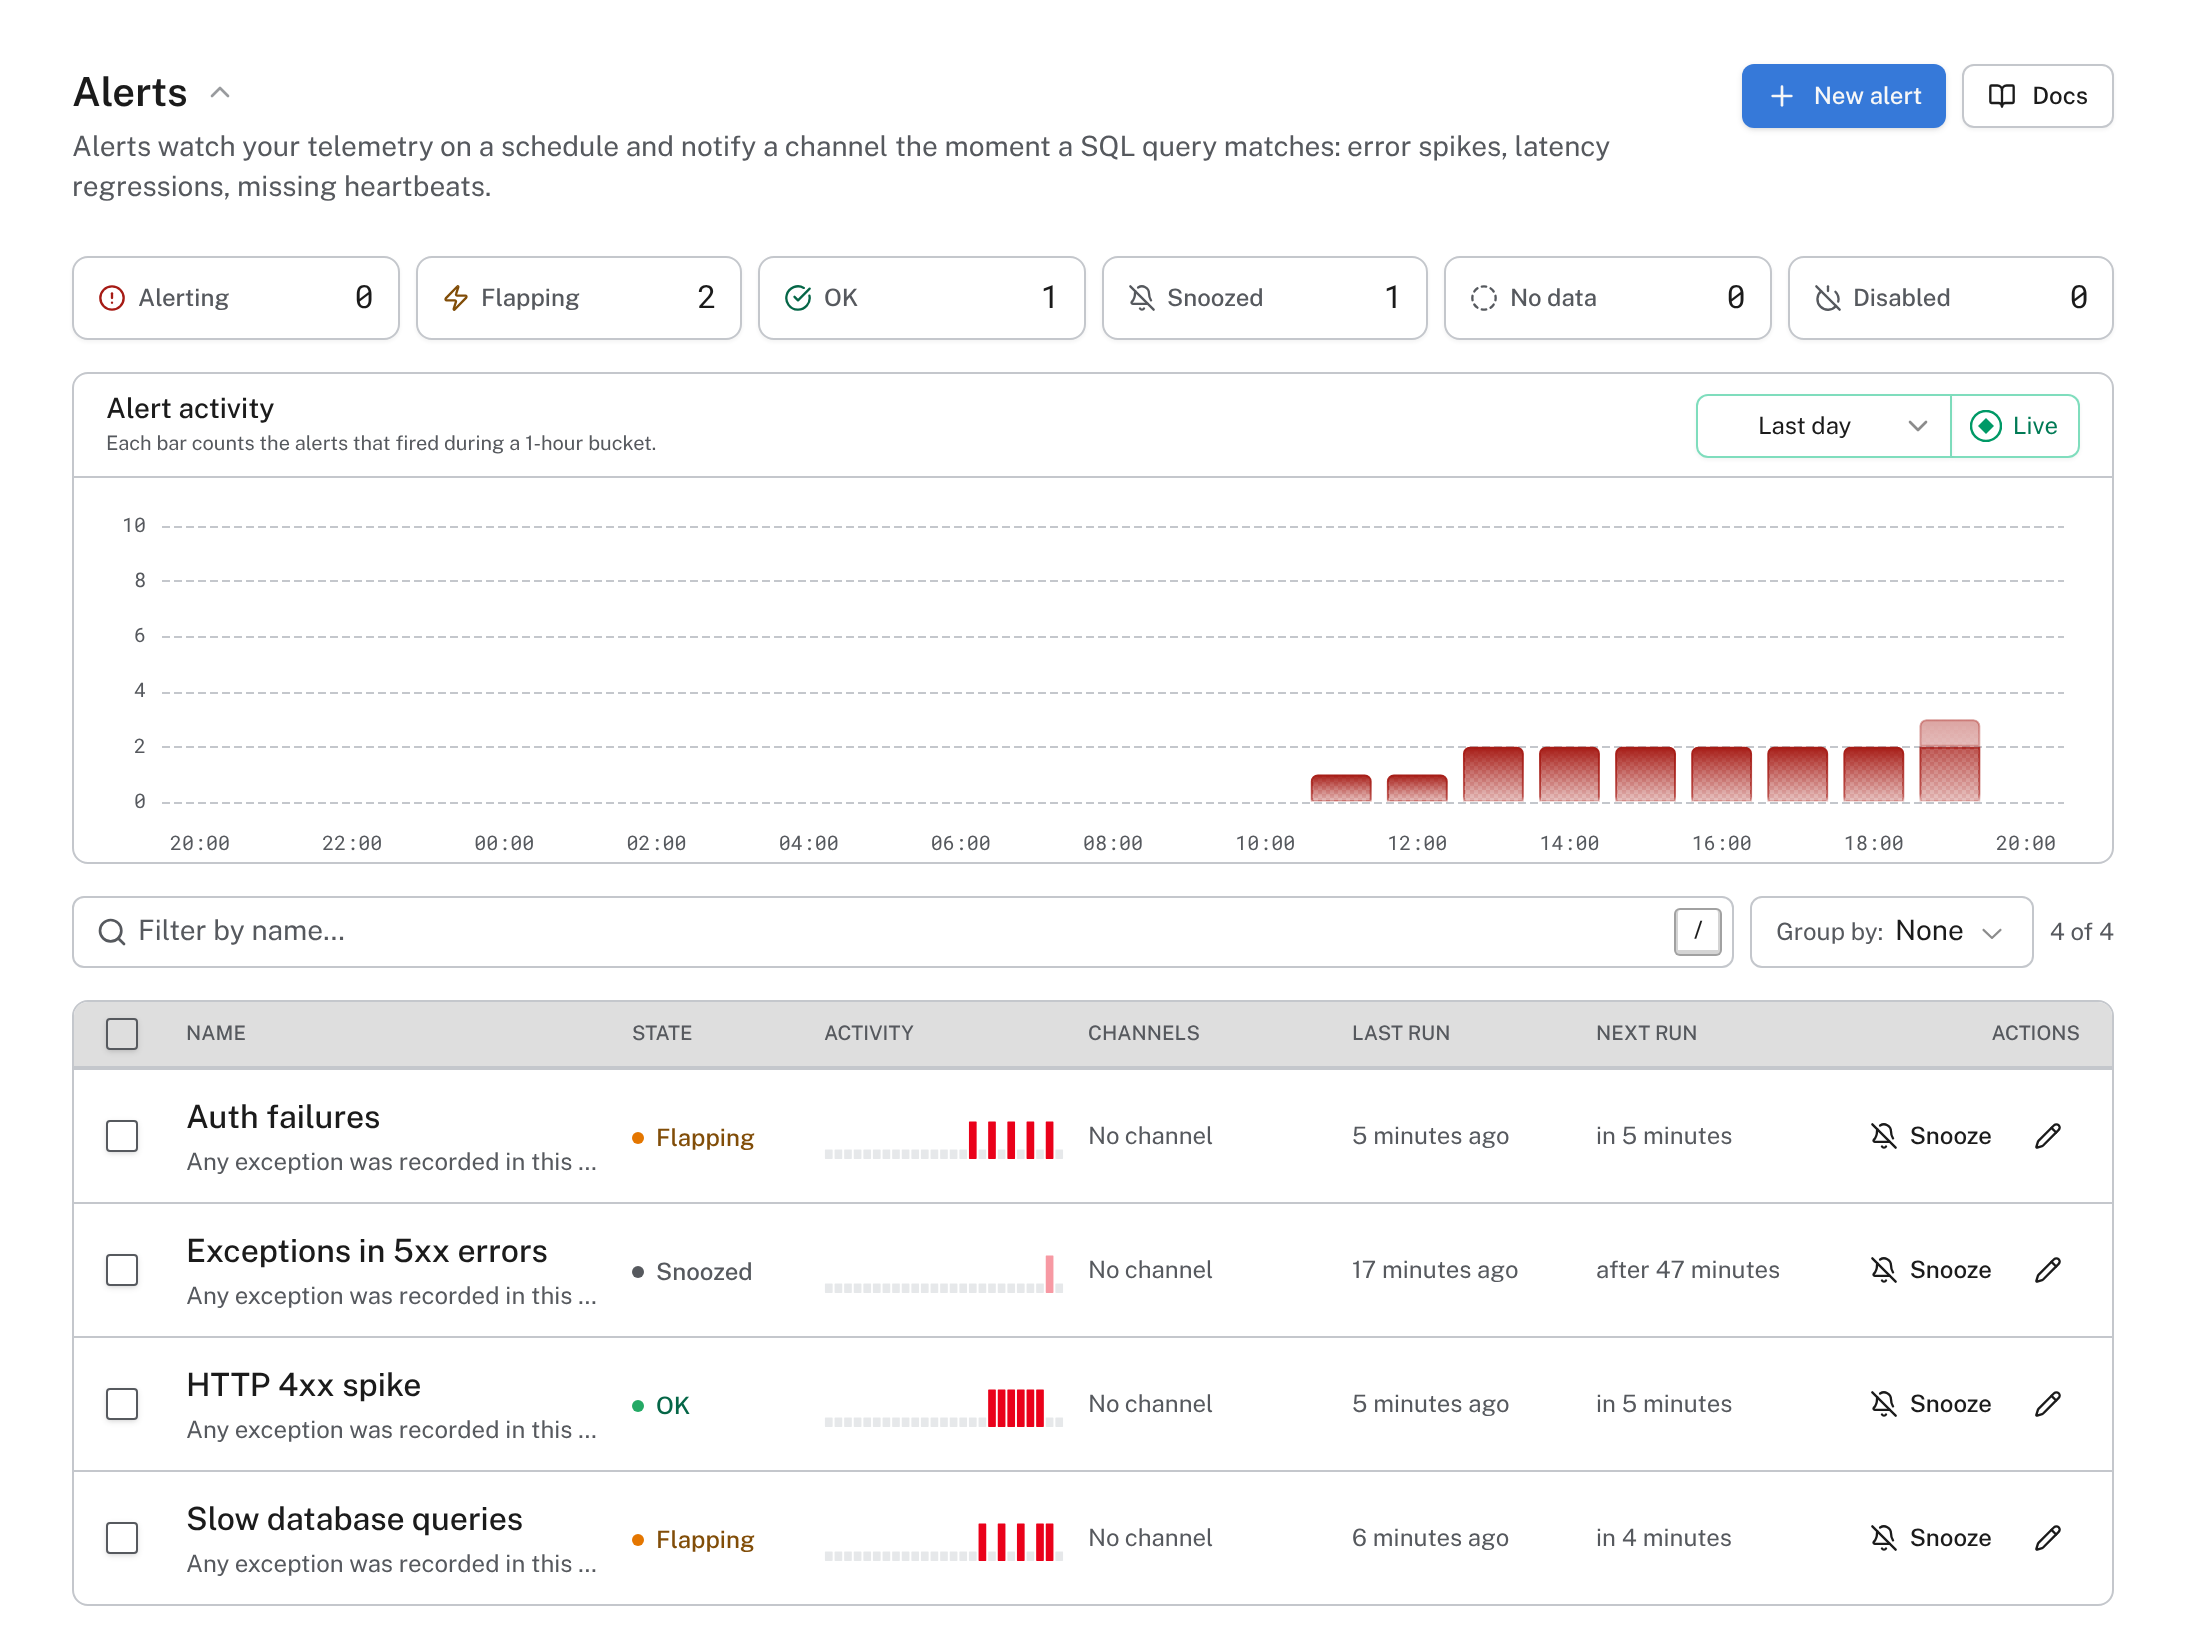 Alerts
New alert
Docs
Alerts watch your telemetry on a schedule and notify a channel the moment a SQL query matches: error spikes, latency
regressions, missing heartbeats.
Alerting 0
Flapping 2
OK 1
Snoozed 1
No data 0
Disabled 0
Alert activity
Each bar counts the alerts that fired during a 1-hour bucket.
Last day
Live
10
8
6
4
2
0
20:00 22:00 00:00 02:00 04:00 06:00 08:00 10:00 12:00 14:00 16:00 18:00 20:00
Filter by name...
/
Group by: None
4 of 4
NAME STATE ACTIVITY CHANNELS LAST RUN NEXT RUN ACTIONS
Auth failures
Any exception was recorded in this ...
Flapping
No channel
5 minutes ago
in 5 minutes
Snooze
Exceptions in 5xx errors
Any exception was recorded in this ...
Snoozed
No channel
17 minutes ago
after 47 minutes
Snooze
HTTP 4xx spike
Any exception was recorded in this ...
OK
No channel
5 minutes ago
in 5 minutes
Snooze
Slow database queries
Any exception was recorded in this ...
Flapping
No channel
6 minutes ago
in 4 minutes
Snooze